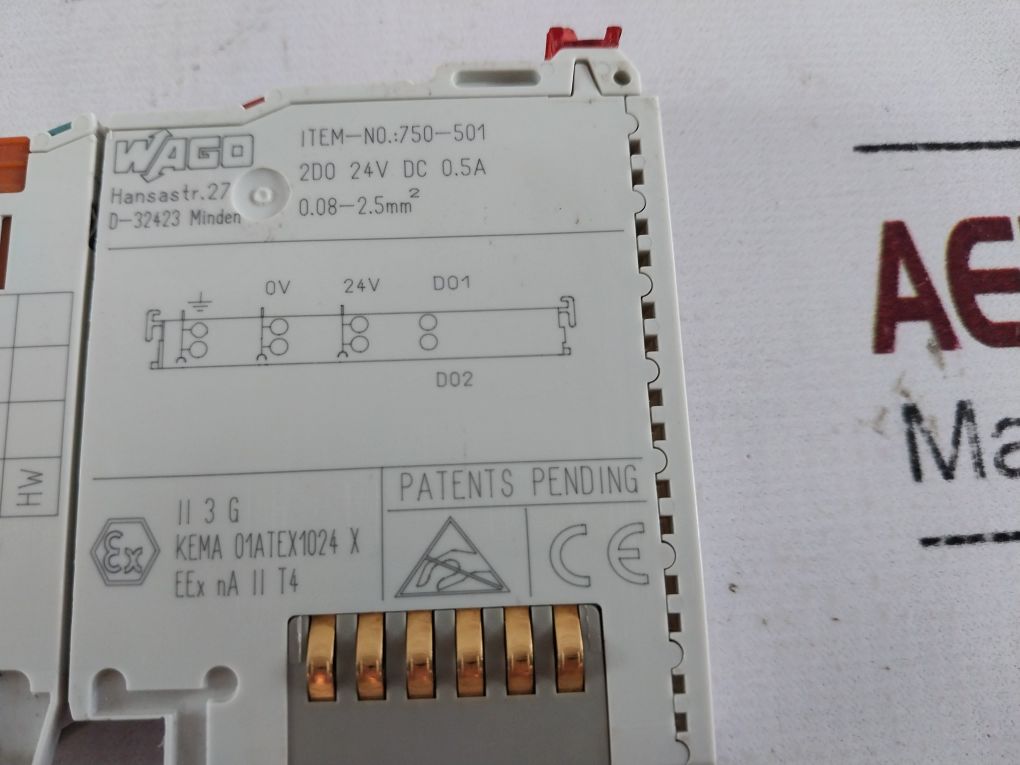 WAGO
Hansastr.27
D-32423 Minden
ITEM-NO.:750-501
2DO 24V DC 0.5A
0.08-2.5mm²
0V 24V DO1
DO2
HW
II 3 G
KEMA 01ATEX1024 X
EEx nA II T4
Ex
PATENTS PENDING
CE
Ma